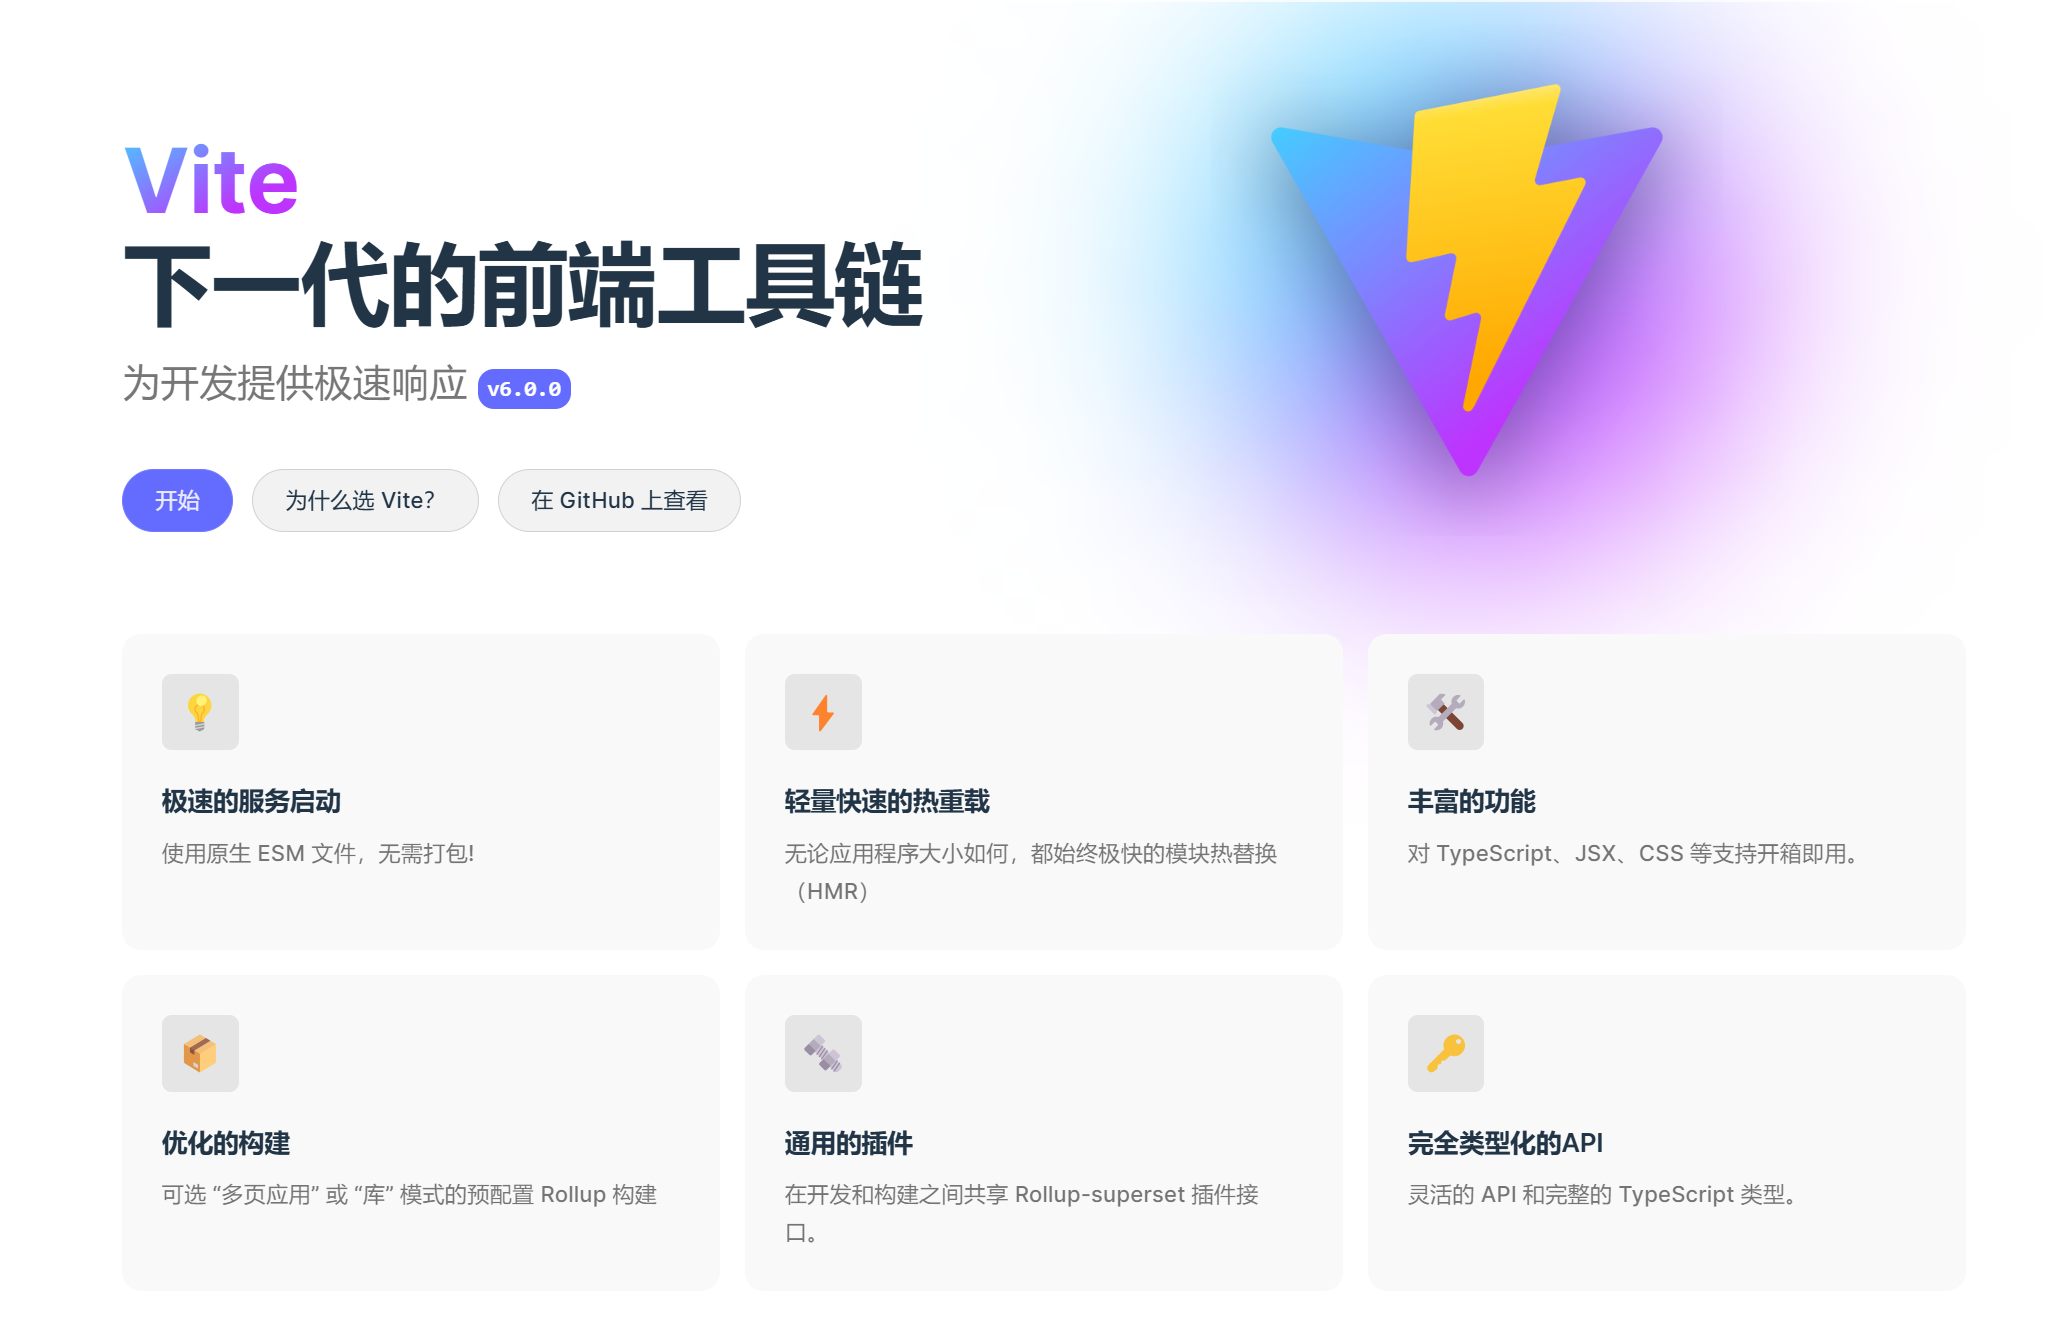 Vite
下一代的前端工具链
为开发提供极速响应 v6.0.0
开始
为什么选 Vite?
在 GitHub 上查看
极速的服务启动
使用原生 ESM 文件，无需打包!
轻量快速的热重载
无论应用程序大小如何，都始终极快的模块热替换
（HMR）
丰富的功能
对 TypeScript、JSX、CSS 等支持开箱即用。
优化的构建
可选 “多页应用” 或 “库” 模式的预配置 Rollup 构建
通用的插件
在开发和构建之间共享 Rollup-superset 插件接
口。
完全类型化的API
灵活的 API 和完整的 TypeScript 类型。